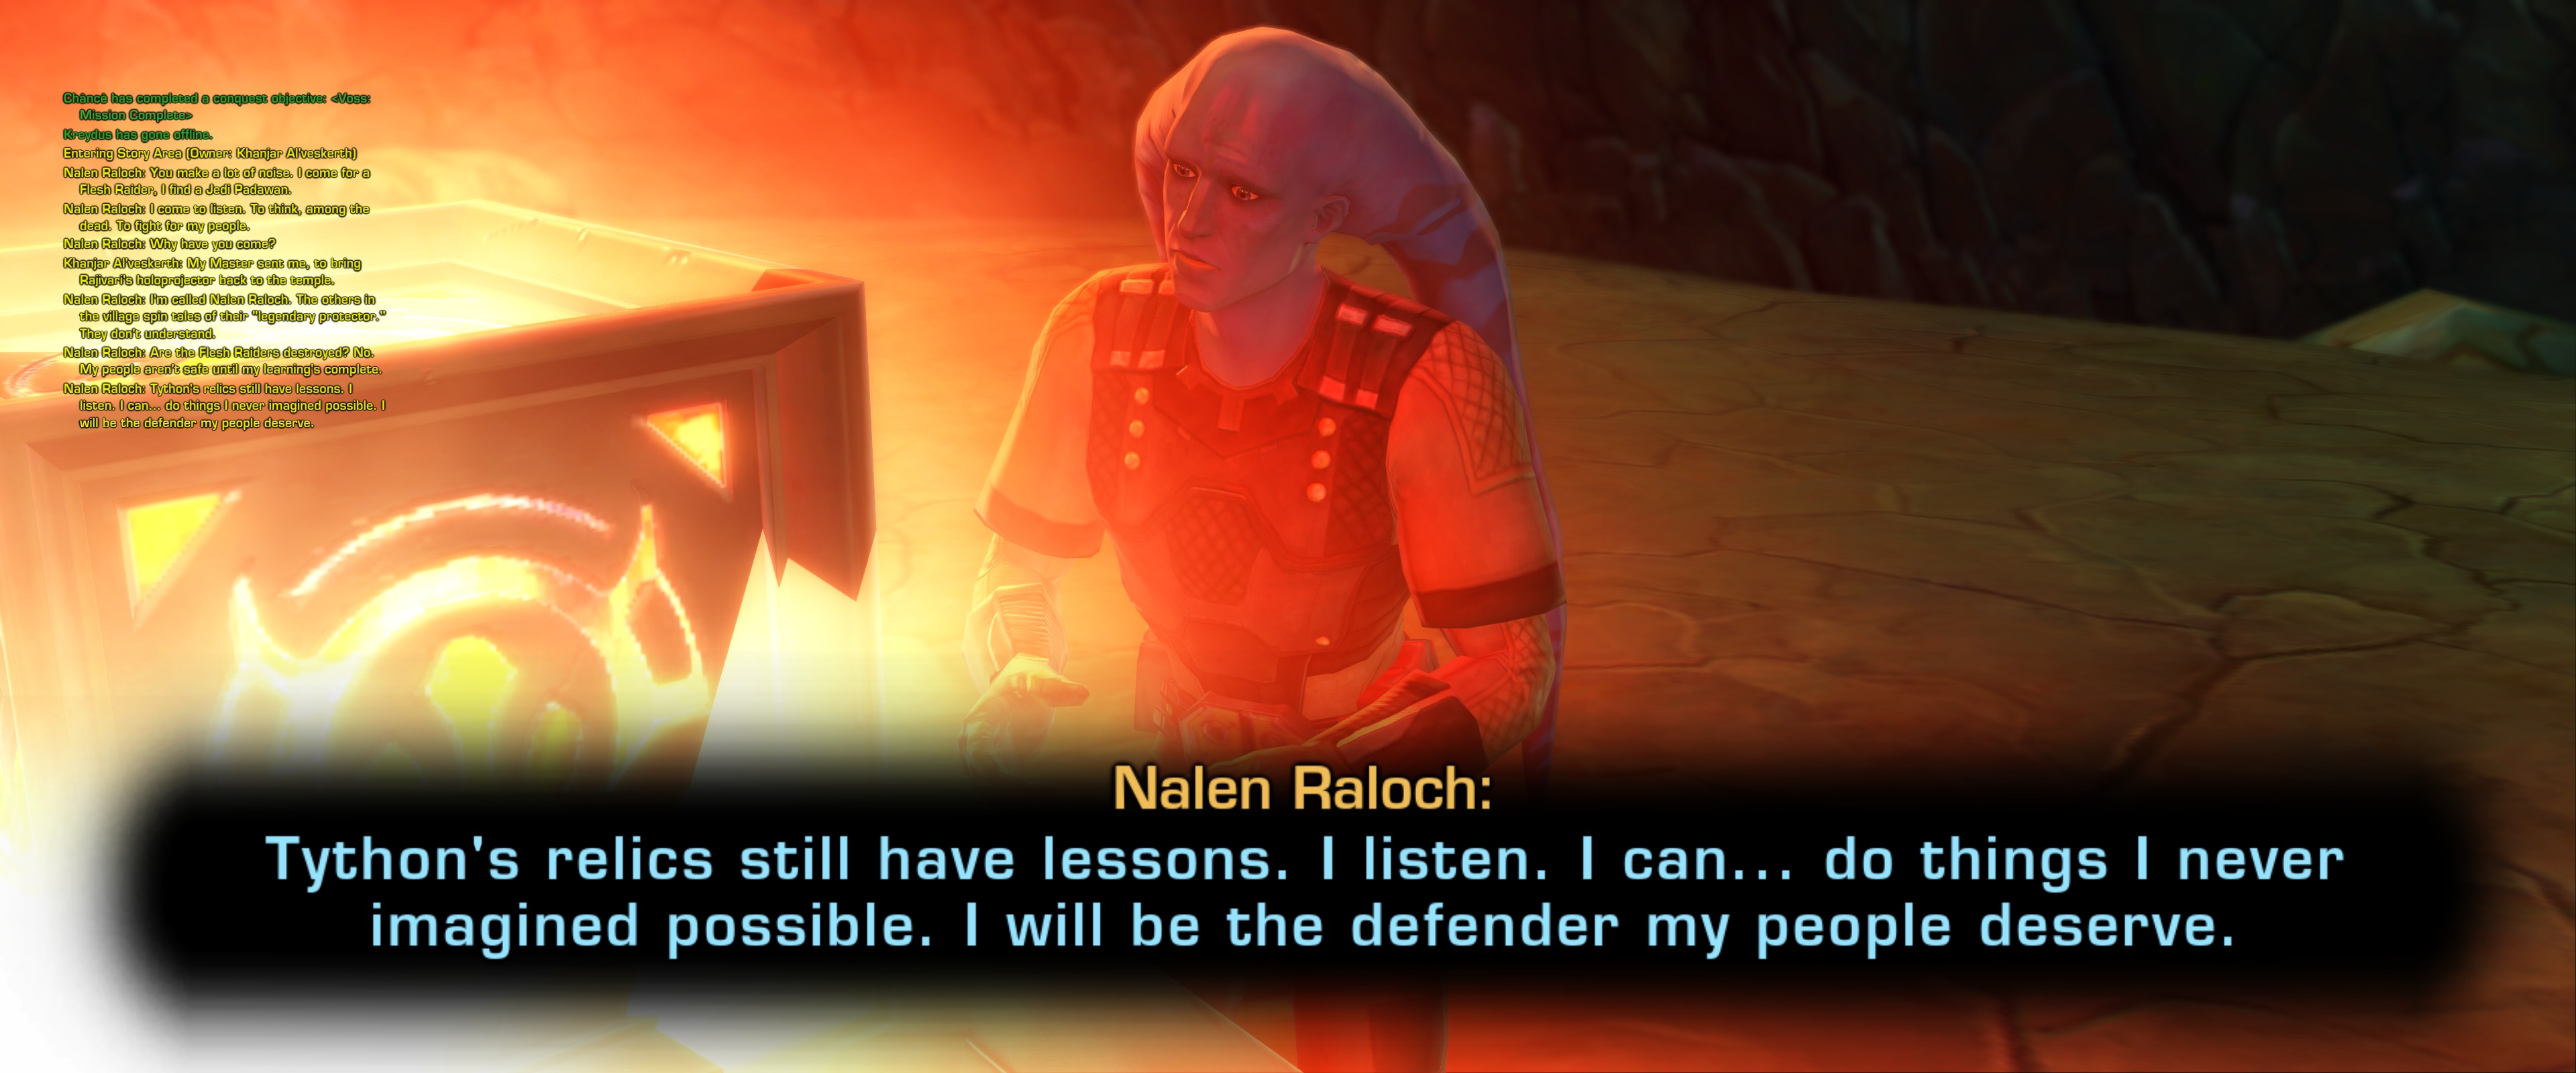 Châncè has completed a conquest objective: <Voss:
Mission Complete>
Kreydus has gone offline.
Entering Story Area (Owner: Khanjar Al'veskerth)
Nalen Raloch: You make a lot of noise. I come for a
Flesh Raider, I find a Jedi Padawan.
Nalen Raloch: I come to listen. To think, among the
dead. To fight for my people.
Nalen Raloch: Why have you come?
Khanjar Al'veskerth: My Master sent me, to bring
Rajivari's holoprojector back to the temple.
Nalen Raloch: I'm called Nalen Raloch. The others in
the village spin tales of their "legendary protector."
They don't understand.
Nalen Raloch: Are the Flesh Raiders destroyed? No.
My people aren't safe until my learning's complete.
Nalen Raloch: Tython's relics still have lessons. I
listen. I can... do things I never imagined possible. I
will be the defender my people deserve.
Nalen Raloch:
Tython's relics still have lessons. I listen. I can... do things I never
imagined possible. I will be the defender my people deserve.